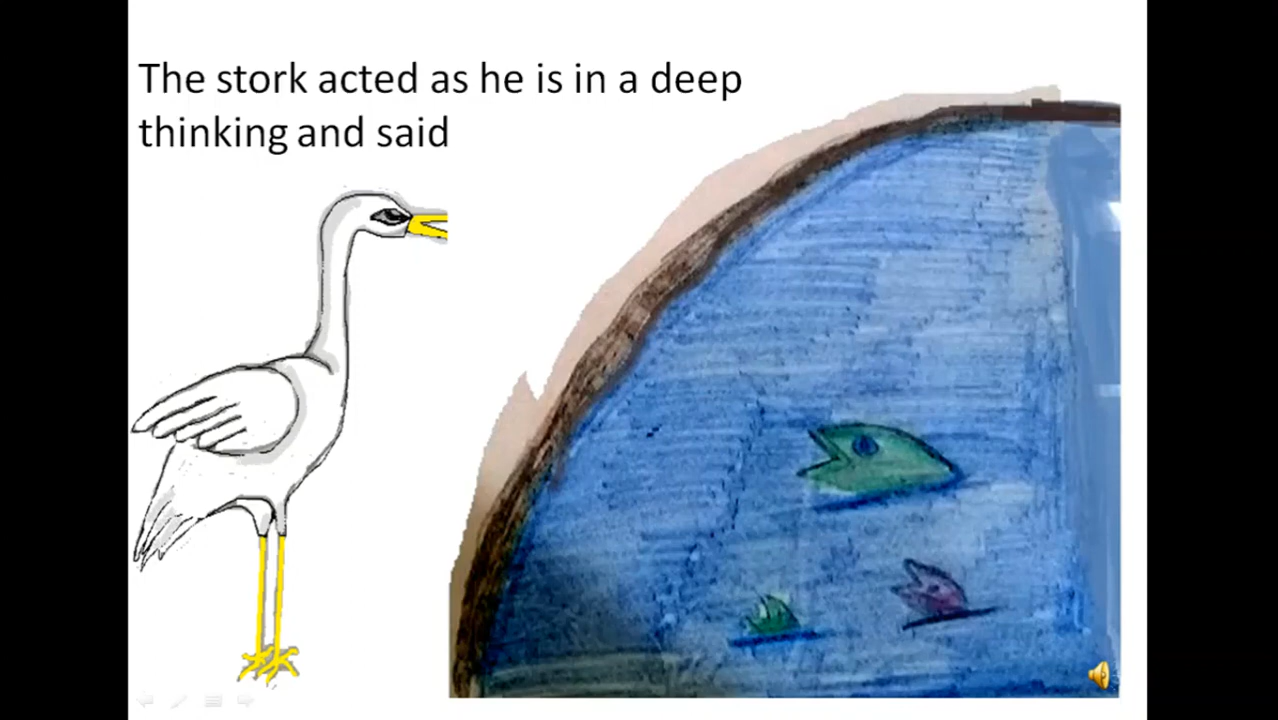 The stork acted as he is in a deep
thinking and said